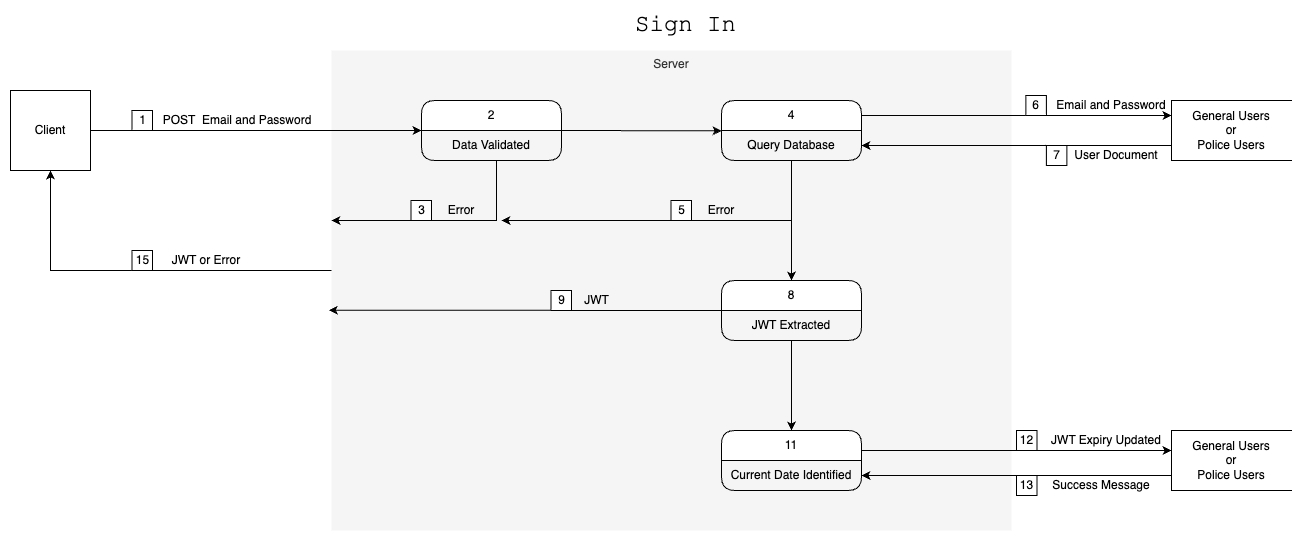 Sign In
Server
Client
1 POST Email and Password
2
Data Validated
4
Query Database
6 Email and Password
General Users
or
Police Users
7 User Document
3 Error
5 Error
15 JWT or Error
8
JWT Extracted
9 JWT
11
Current Date Identified
12 JWT Expiry Updated
General Users
or
Police Users
13 Success Message